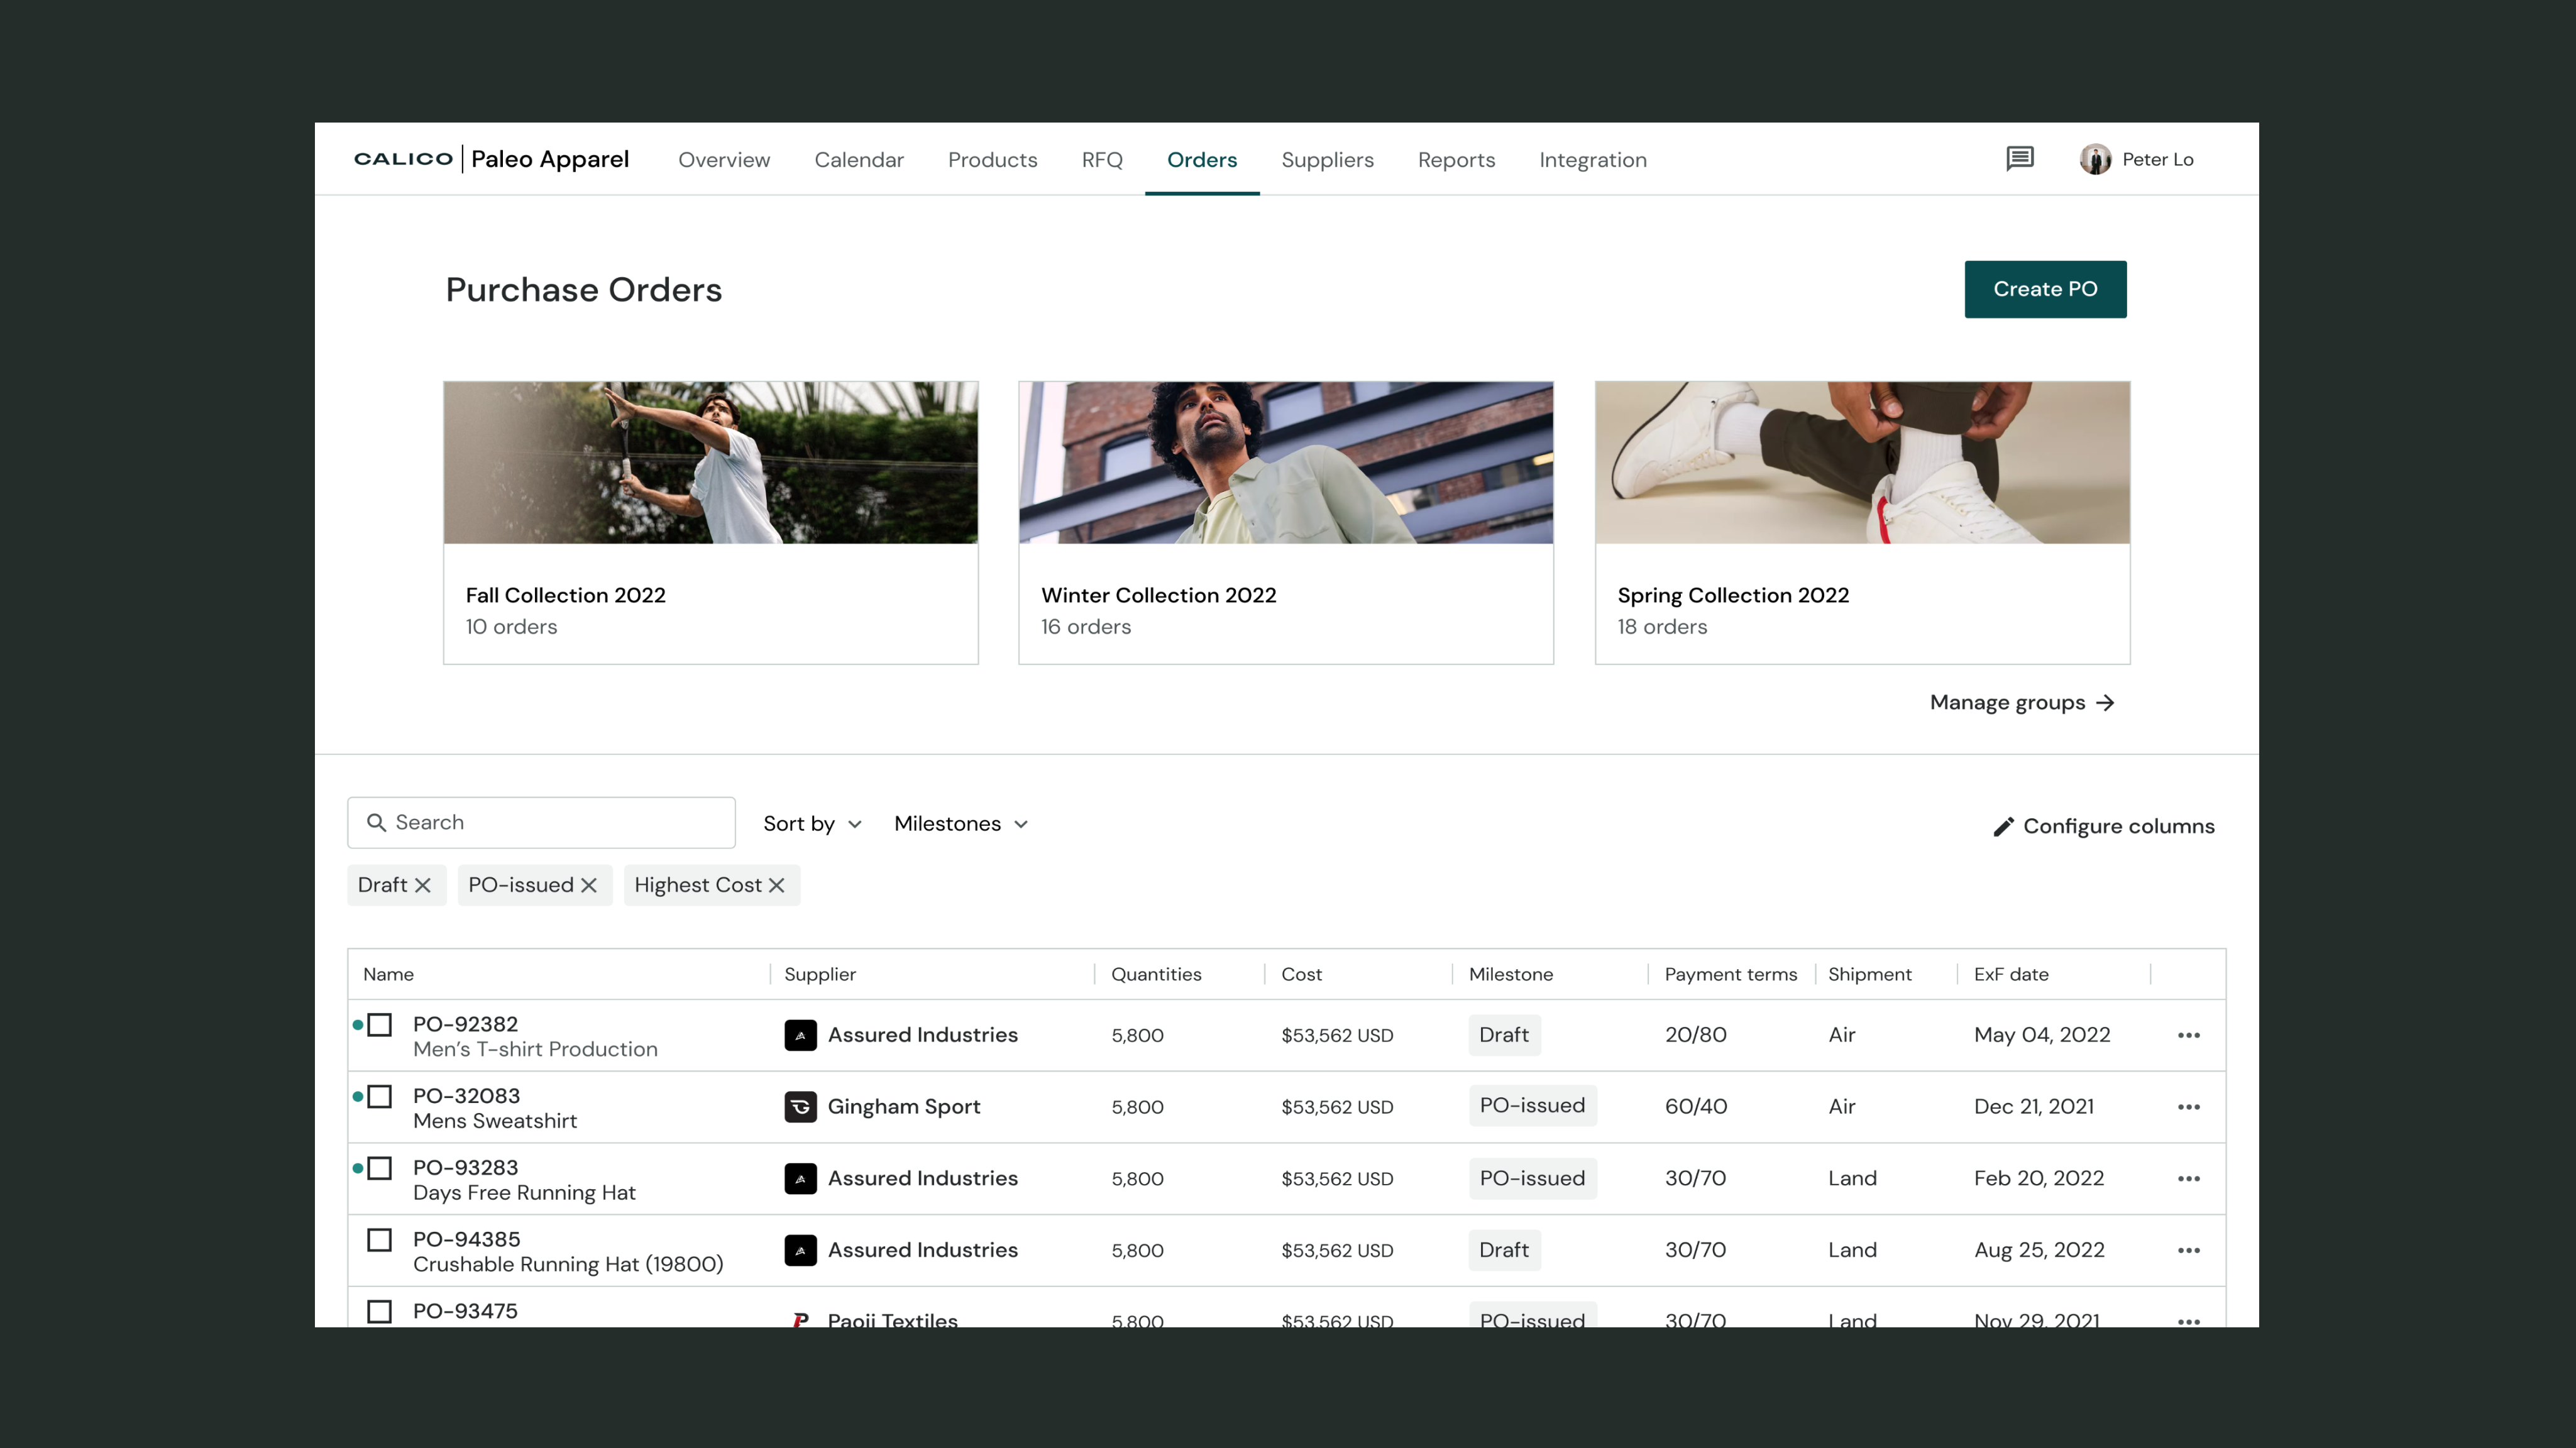 CALICO | Paleo Apparel Overview Calendar Products RFQ Orders Suppliers Reports Integration Peter Lo
Purchase Orders
Create PO
Fall Collection 2022
10 orders
Winter Collection 2022
16 orders
Spring Collection 2022
18 orders
Manage groups →
Search
Sort by
Milestones
Configure columns
Draft ×
PO-issued ×
Highest Cost ×
Name Supplier Quantities Cost Milestone Payment terms Shipment ExF date
PO-92382
Men’s T-shirt Production
Assured Industries 5,800 $53,562 USD Draft 20/80 Air May 04, 2022
PO-32083
Mens Sweatshirt
Gingham Sport 5,800 $53,562 USD PO-issued 60/40 Air Dec 21, 2021
PO-93283
Days Free Running Hat
Assured Industries 5,800 $53,562 USD PO-issued 30/70 Land Feb 20, 2022
PO-94385
Crushable Running Hat (19800)
Assured Industries 5,800 $53,562 USD Draft 30/70 Land Aug 25, 2022
PO-93475
Paoii Textiles 5,800 $53,562 USD PO-issued 30/70 Land Nov 29, 2021